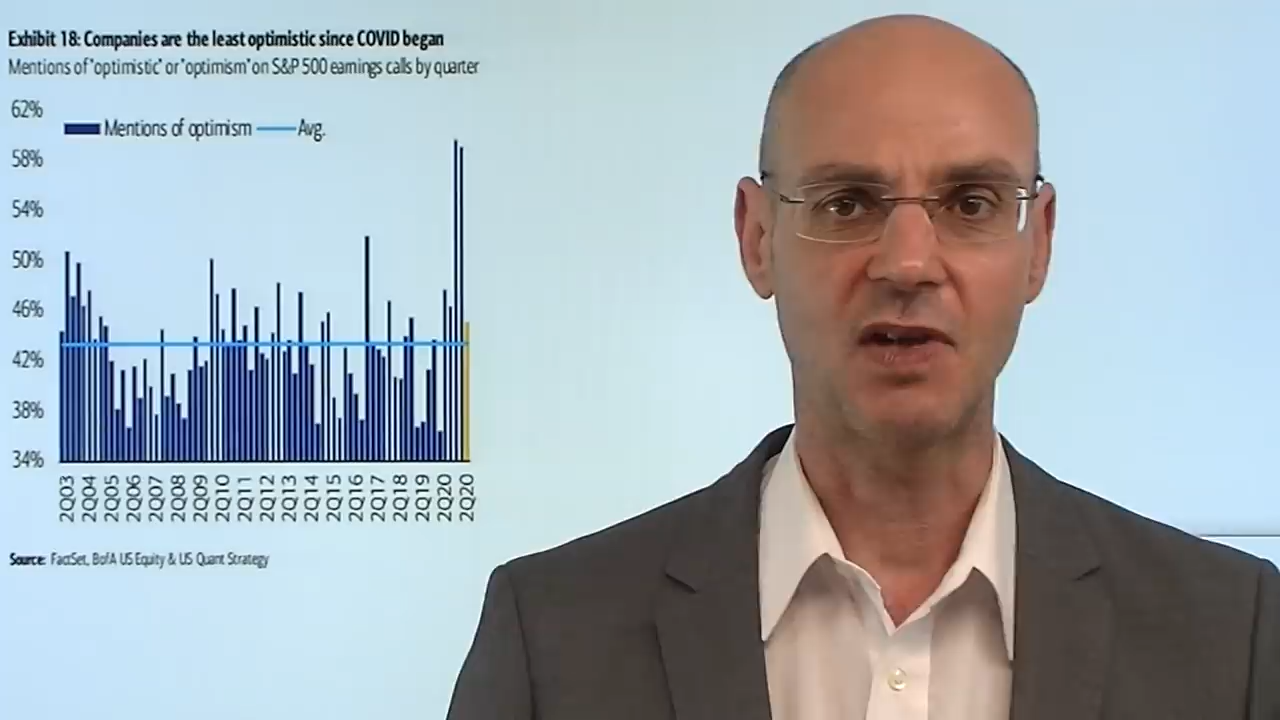 Exhibit 18: Companies are the least optimistic since COVID began
Mentions of "optimistic" or "optimism" on S&P 500 earnings calls by quarter
62%
Mentions of optimism Avg.
58%
54%
50%
46%
42%
38%
34%
2Q03 2Q04 2Q05 2Q06 2Q07 2Q08 2Q09 2Q10 2Q11 2Q12 2Q13 2Q14 2Q15 2Q16 2Q17 2Q18 2Q19 2Q20 2Q20
Source: FactSet, BofA US Equity & US Quant Strategy